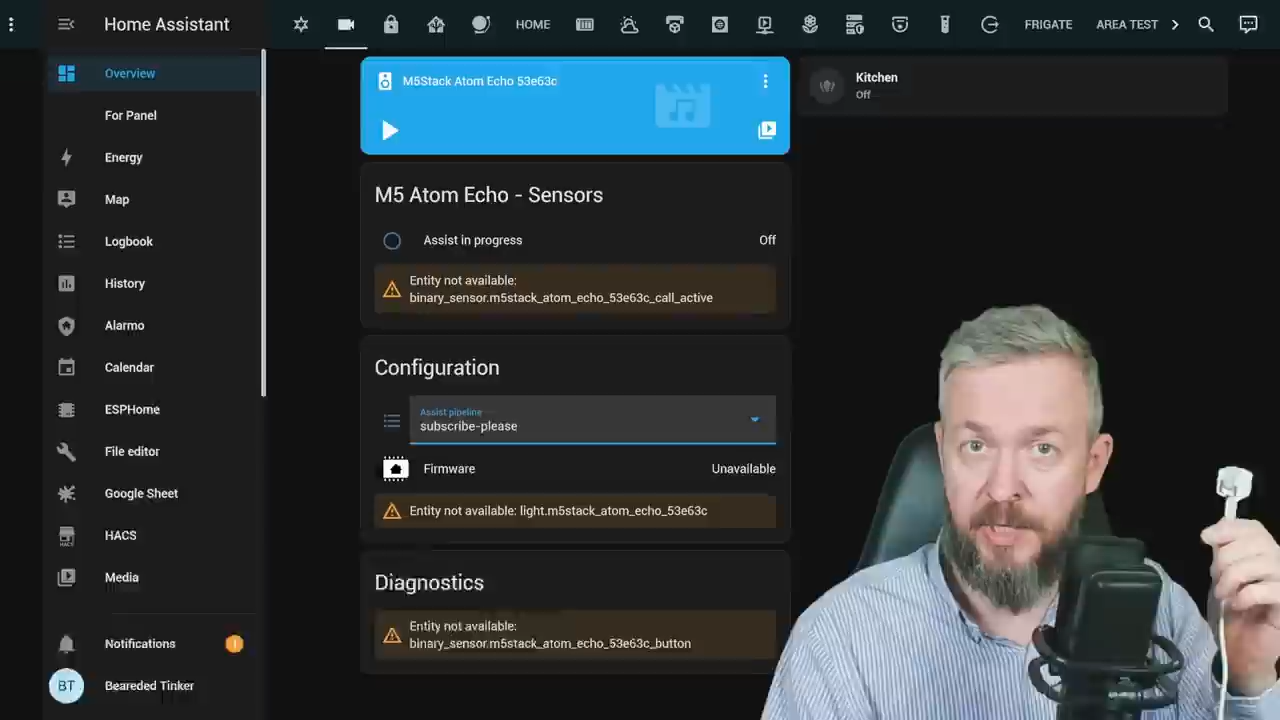 Home Assistant
HOME
FRIGATE
AREA TEST
Overview
For Panel
Energy
Map
Logbook
History
Alarmo
Calendar
ESPHome
File editor
Google Sheet
HACS
HACS
Media
Notifications
!
BT
Beareded Tinker
M5Stack Atom Echo 53e63c
M5 Atom Echo - Sensors
Assist in progress Off
Entity not available:
binary_sensor.m5stack_atom_echo_53e63c_call_active
Configuration
Assist pipeline
subscribe-please
Firmware Unavailable
Entity not available: light.m5stack_atom_echo_53e63c
Diagnostics
Entity not available:
binary_sensor.m5stack_atom_echo_53e63c_button
Kitchen
Off